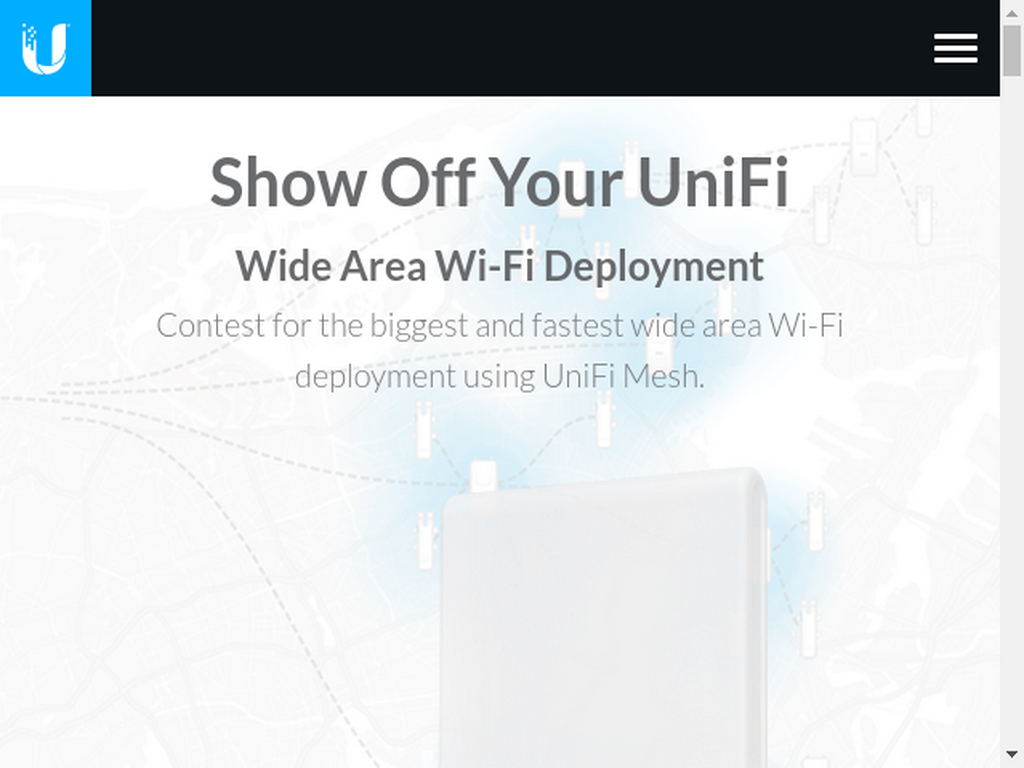 Show Off Your UniFi
Wide Area Wi-Fi Deployment
Contest for the biggest and fastest wide area Wi-Fi
deployment using UniFi Mesh.